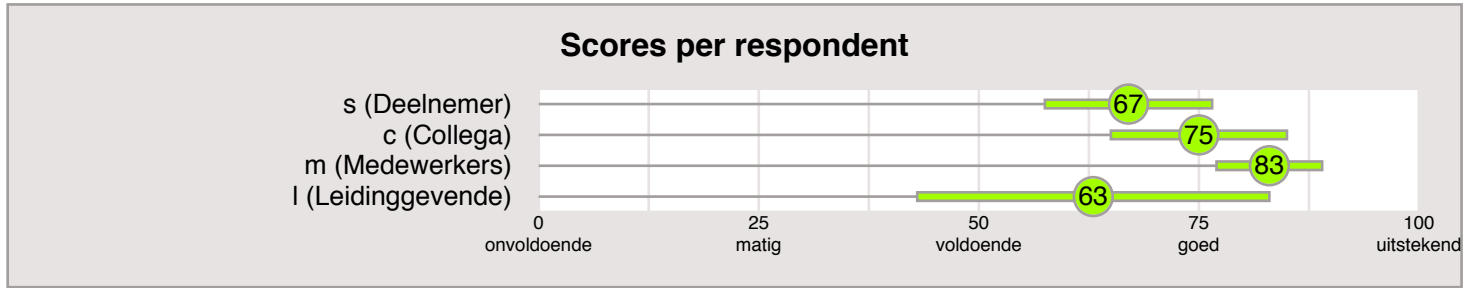 Scores per respondent
s (Deelnemer) 67
c (Collega) 75
m (Medewerkers) 83
l (Leidinggevende) 63
0 25 50 75 100
onvoldoende matig voldoende goed uitstekend